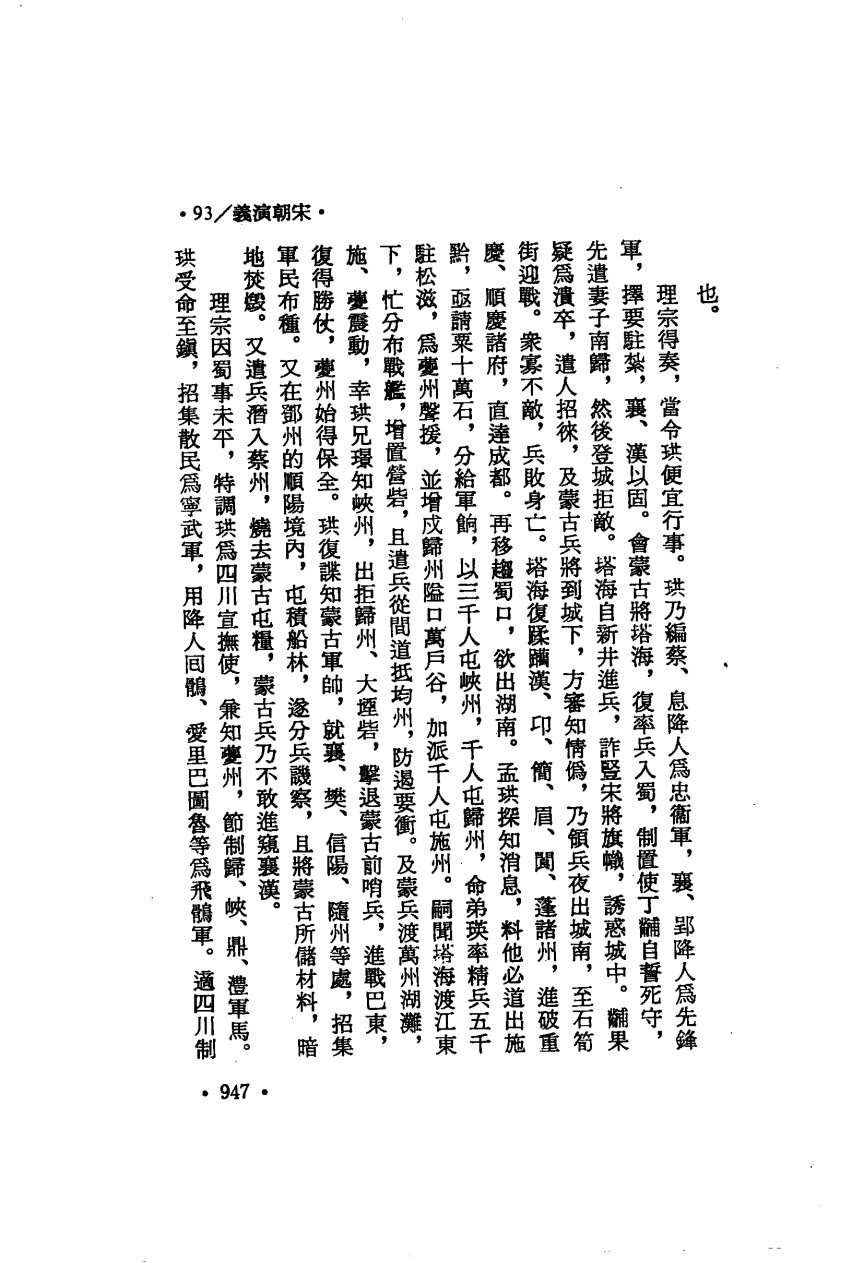 •93／義演朝宋•
也。
理宗得奏，當令珙便宜行事。珙乃編蔡、息降人爲忠衞軍，襄、郢降人爲先鋒
軍，擇要駐紮，襄、漢以固。會蒙古將塔海，復率兵入蜀，制置使丁黼自誓死守，
先遣妻子南歸，然後登城拒敵。塔海自新井進兵，詐豎宋將旗幟，誘惑城中。黼果
疑爲潰卒，遣人招徠，及蒙古兵將到城下，方審知情僞，乃領兵夜出城南，至石筍
街迎戰。衆寡不敵，兵敗身亡。塔海復蹂躪漢、卭、簡、眉、閬、蓬諸州，進破重
慶、順慶諸府，直達成都。再移趨蜀口，欲出湖南。孟珙探知消息，料他必道出施
黔，亟請粟十萬石，分給軍餉，以三千人屯峽州，千人屯歸州，命弟瑛率精兵五千
駐松滋，爲夔州聲援，並增戍歸州隘口萬戶谷，加派千人屯施州。嗣聞塔海渡江東
下，忙分布戰艦，增置營砦，且遣兵從間道抵均州，防遏要衝。及蒙兵渡萬州湖灘，
施、夔震動，幸珙兄璟知峽州，出拒歸州、大堙砦，擊退蒙古前哨兵，進戰巴東，
復得勝仗，夔州始得保全。珙復諜知蒙古軍帥，就襄、樊、信陽、隨州等處，招集
軍民布種。又在鄧州的順陽境內，屯積船林，遂分兵譏察，且將蒙古所儲材料，暗
地焚燬。又遣兵潛入蔡州，燒去蒙古屯糧，蒙古兵乃不敢進窺襄漢。
理宗因蜀事未平，特調珙爲四川宣撫使，兼知夔州，節制歸、峽、鼎、澧軍馬。
珙受命至鎭，招集散民爲寧武軍，用降人囘鶻、愛里巴圖魯等爲飛鶻軍。適四川制
•947•